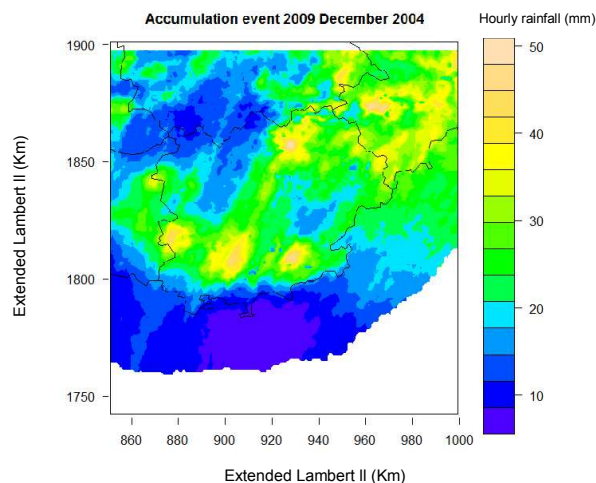 Accumulation event 2009 December 2004
Hourly rainfall (mm)
1900
1850
1800
1750
Extended Lambert II (Km)
860 880 900 920 940 960 980 1000
Extended Lambert II (Km)
50
40
30
20
10